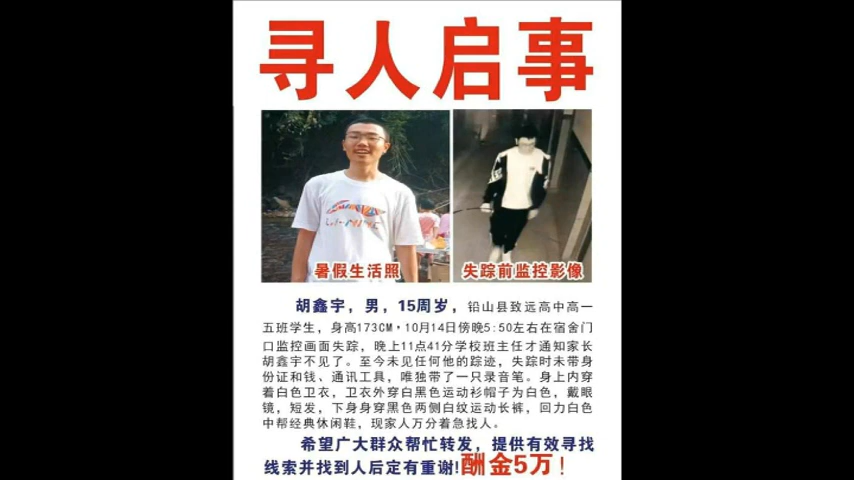 寻人启事
暑假生活照
失踪前监控影像
胡鑫宇，男，15周岁，铅山县致远高中高一
五班学生，身高173CM，10月14日傍晚5:50左右在宿舍门
口监控画面失踪，晚上11点41分学校班主任才通知家长
胡鑫宇不见了。至今未见任何他的踪迹，失踪时未带身
份证和钱、通讯工具，唯独带了一只录音笔。身上内穿
着白色卫衣，卫衣外穿白黑色运动衫帽子为白色，戴眼
镜，短发，下身身穿黑色两侧白纹运动长裤，回力白色
中帮经典休闲鞋，现家人万分着急找人。
希望广大群众帮忙转发，提供有效寻找
线索并找到人后定有重谢!酬金5万！